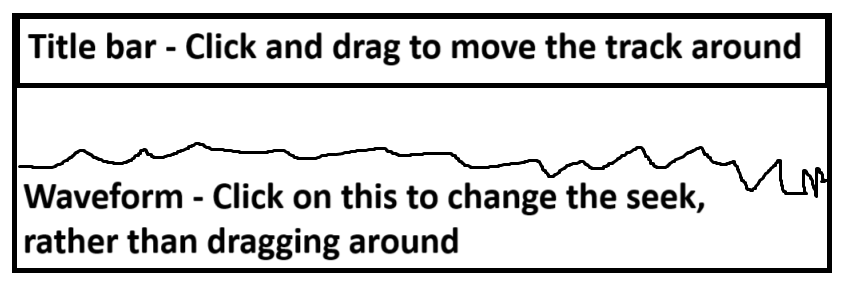 Title bar - Click and drag to move the track around
Waveform - Click on this to change the seek,
rather than dragging around